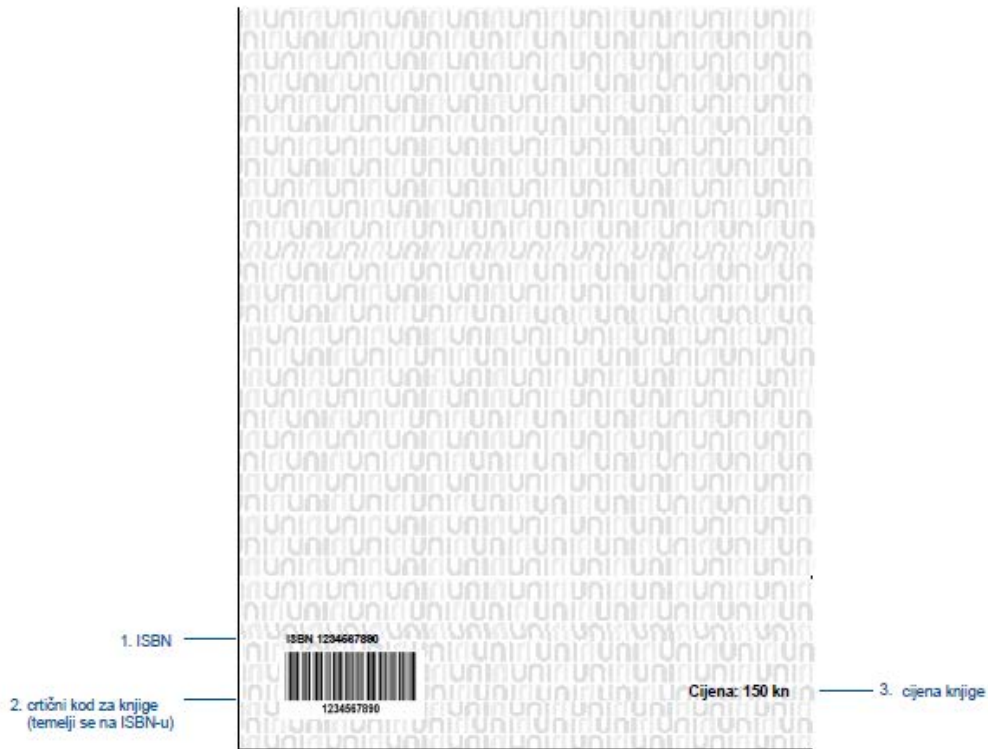 1. ISBN
ISBN 1234567890
2. crtični kod za knjige
(temelji se na ISBN-u)
1234567890
Cijena: 150 kn
3. cijena knjige